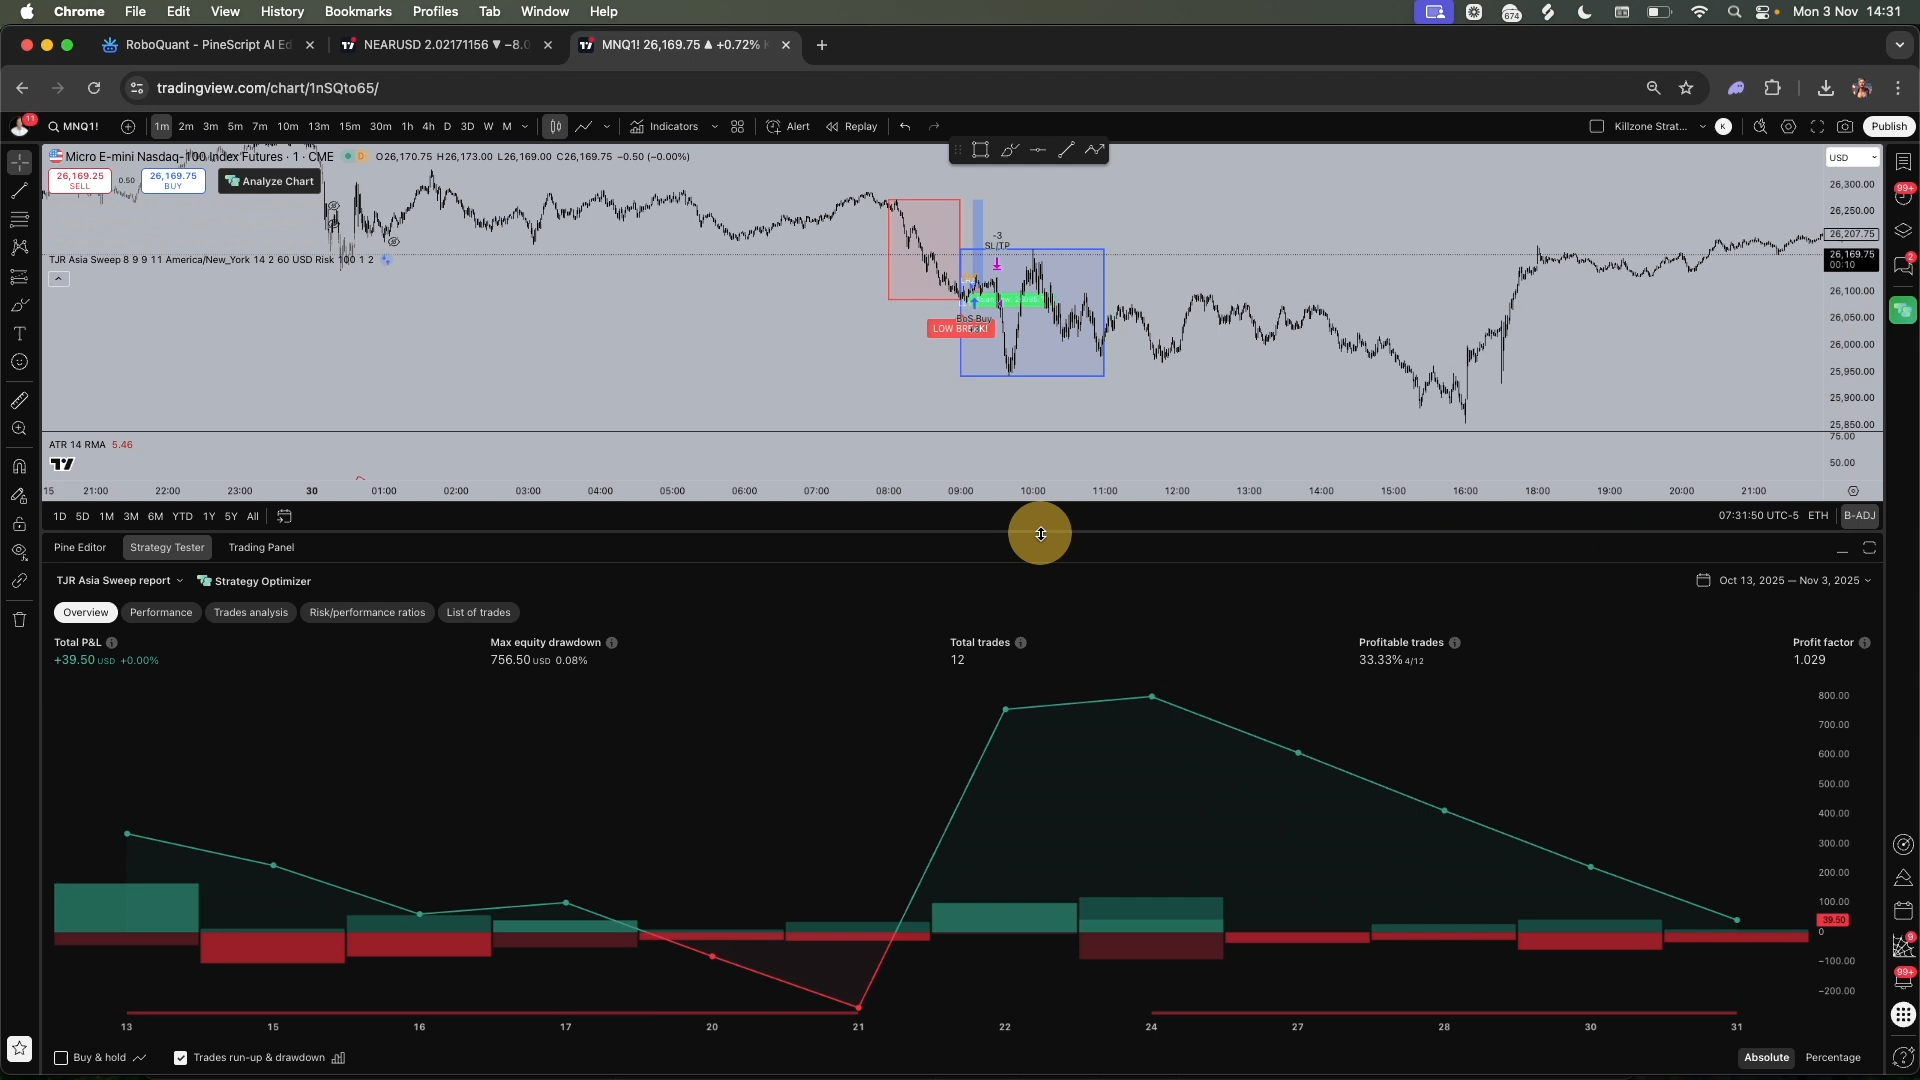 Chrome File Edit View History Bookmarks Profiles Tab Window Help
674
Mon 3 Nov 14:31
RoboQuant - PineScript AI Ed
NEARUSD 2.02171156 ▼ −8.0
MNQ1! 26,169.75 ▲ +0.72%
tradingview.com/chart/1nSQto65/
11
MNQ1!
1m 2m 3m 5m 7m 10m 13m 15m 30m 1h 4h D 3D W M
Indicators
Alert
Replay
Killzone Strat...
K
Publish
Micro E-mini Nasdaq-100 Index Futures · 1 · CME
D
O26,170.75 H26,173.00 L26,169.00 C26,169.75 −0.50 (−0.00%)
26,169.25
SELL
0.50
26,169.75
BUY
Analyze Chart
USD
26,300.00
26,250.00
26,207.75
26,169.75
00:10
26,100.00
26,050.00
26,000.00
25,950.00
25,900.00
25,850.00
75.00
50.00
99+
2
-3
SL/TP
TJR Asia Sweep 8 9 9 11 America/New_York 14 2 60 USD Risk 100 1 2
BoS Buy
LOW BREAK!
ATR 14 RMA 5.46
15 21:00 22:00 23:00 30 01:00 02:00 03:00 04:00 05:00 06:00 07:00 08:00 09:00 10:00 11:00 12:00 13:00 14:00 15:00 16:00 18:00 19:00 20:00 21:00
1D 5D 1M 3M 6M YTD 1Y 5Y All
07:31:50 UTC-5 ETH B-ADJ
Pine Editor Strategy Tester Trading Panel
TJR Asia Sweep report
Strategy Optimizer
Oct 13, 2025 — Nov 3, 2025
Overview Performance Trades analysis Risk/performance ratios List of trades
Total P&L
+39.50 USD +0.00%
Max equity drawdown
756.50 USD 0.08%
Total trades
12
Profitable trades
33.33% 4/12
Profit factor
1.029
800.00
700.00
600.00
500.00
400.00
300.00
200.00
100.00
39.50
0
−100.00
−200.00
9
99+
13 15 16 17 20 21 22 24 27 28 30 31
Buy & hold
Trades run-up & drawdown
Absolute Percentage